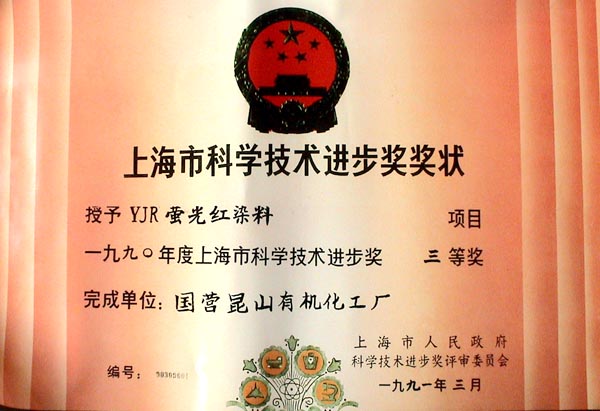 上海市科学技术进步奖奖状
授予 YJR 萤光红染料 项目
一九九〇年度上海市科学技术进步奖 三等奖
完成单位：国营昆山有机化工厂
上海市人民政府
科学技术进步奖评审委员会
编号：
一九九一年三月